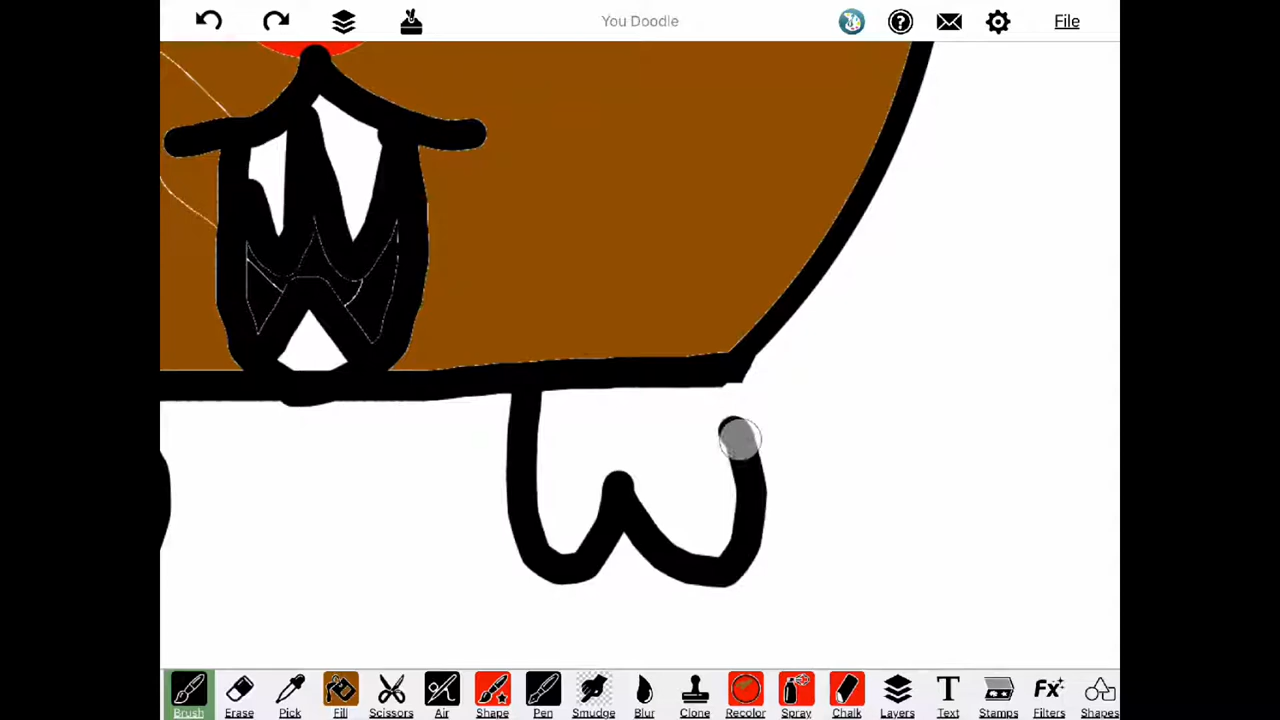 You Doodle
File
Brush Erase Pick Fill Scissors Air Shape Pen Smudge Blur Clone Recolor Spray Chalk Layers Text Stamps Filters Shapes